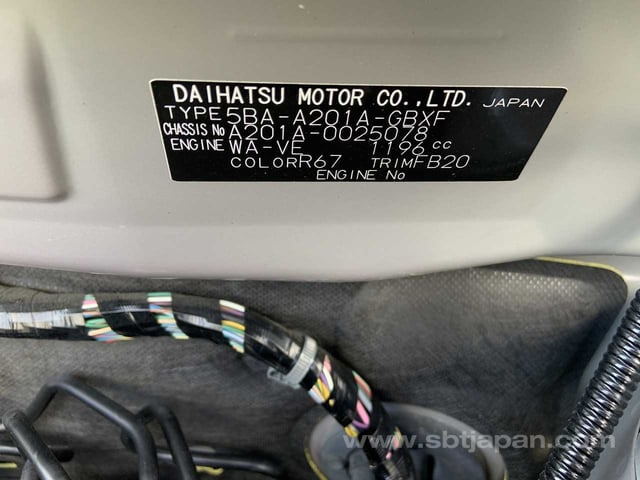 DAIHATSU MOTOR CO.,LTD. JAPAN
TYPE 5BA-A201A-GBXF
CHASSIS No A201A-0025078
ENGINE WA-VE 1196 cc
COLOR R67 TRIM FB20
ENGINE No
www.sbtjapan.com